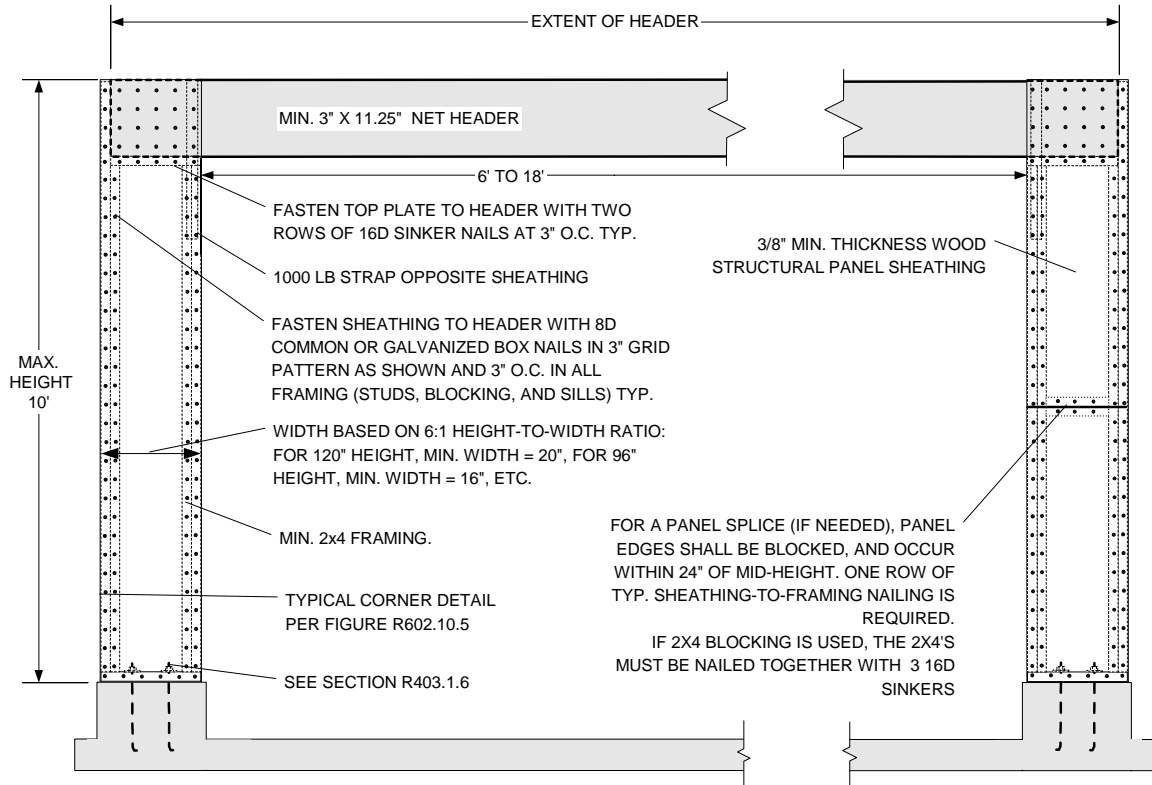 EXTENT OF HEADER
MIN. 3" X 11.25" NET HEADER
6' TO 18'
FASTEN TOP PLATE TO HEADER WITH TWO
ROWS OF 16D SINKER NAILS AT 3" O.C. TYP.
1000 LB STRAP OPPOSITE SHEATHING
FASTEN SHEATHING TO HEADER WITH 8D
COMMON OR GALVANIZED BOX NAILS IN 3" GRID
PATTERN AS SHOWN AND 3" O.C. IN ALL
FRAMING (STUDS, BLOCKING, AND SILLS) TYP.
MAX.
HEIGHT
10'
WIDTH BASED ON 6:1 HEIGHT-TO-WIDTH RATIO:
FOR 120" HEIGHT, MIN. WIDTH = 20", FOR 96"
HEIGHT, MIN. WIDTH = 16", ETC.
MIN. 2x4 FRAMING.
TYPICAL CORNER DETAIL
PER FIGURE R602.10.5
SEE SECTION R403.1.6
3/8" MIN. THICKNESS WOOD
STRUCTURAL PANEL SHEATHING
FOR A PANEL SPLICE (IF NEEDED), PANEL
EDGES SHALL BE BLOCKED, AND OCCUR
WITHIN 24" OF MID-HEIGHT. ONE ROW OF
TYP. SHEATHING-TO-FRAMING NAILING IS
REQUIRED.
IF 2X4 BLOCKING IS USED, THE 2X4'S
MUST BE NAILED TOGETHER WITH 3 16D
SINKERS